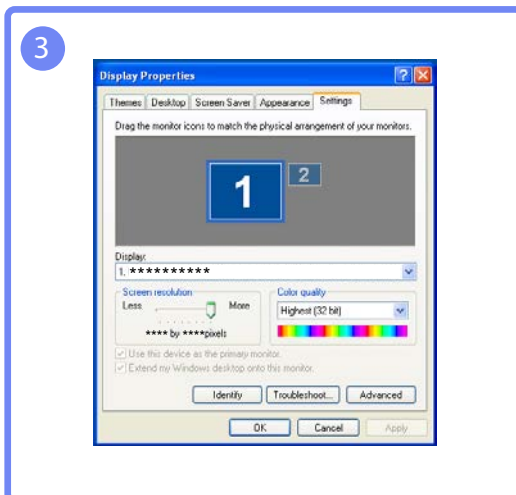 3
Display Properties
Themes Desktop Screen Saver Appearance Settings
Drag the monitor icons to match the physical arrangement of your monitors.
1 2
Display:
1. **********
Screen resolution
Less More
**** by ****pixels
Color quality
Highest (32 bit)
Use this device as the primary monitor.
Extend my Windows desktop onto this monitor.
Identify Troubleshoot... Advanced
OK Cancel Apply